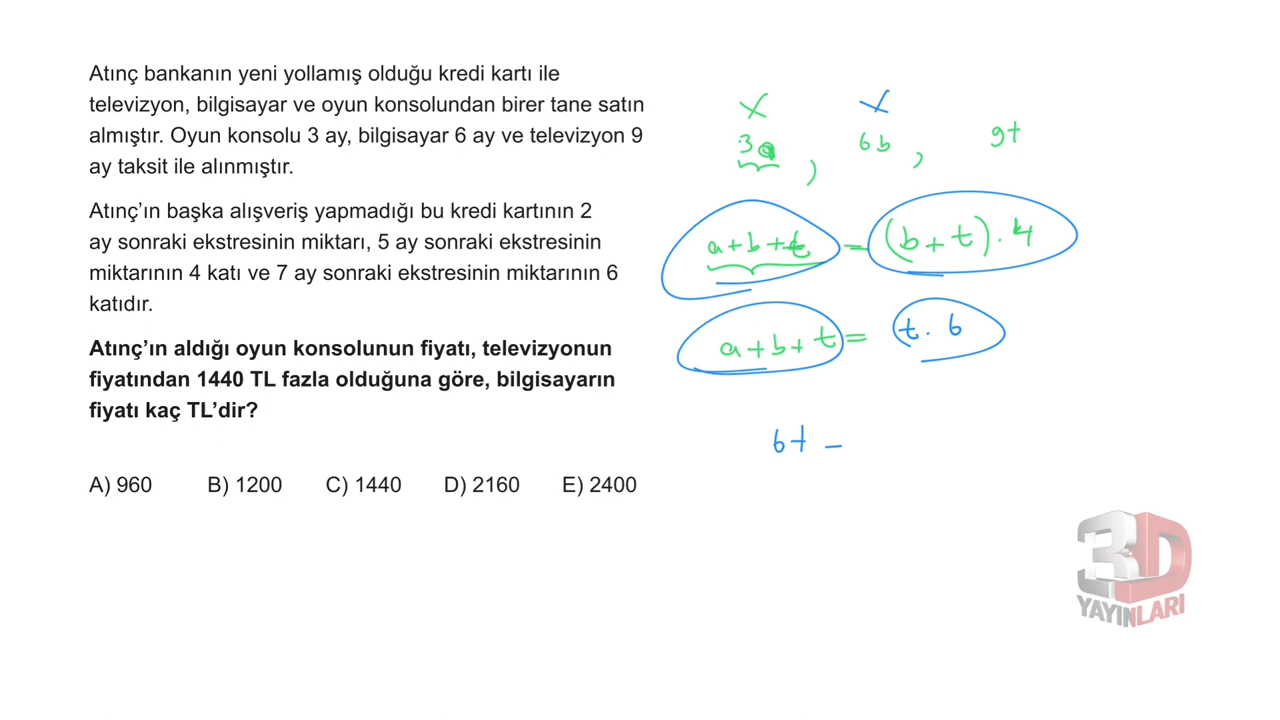 Atınç bankanın yeni yollamış olduğu kredi kartı ile
televizyon, bilgisayar ve oyun konsolundan birer tane satın
almıştır. Oyun konsolu 3 ay, bilgisayar 6 ay ve televizyon 9
ay taksit ile alınmıştır.
Atınç’ın başka alışveriş yapmadığı bu kredi kartının 2
ay sonraki ekstresinin miktarı, 5 ay sonraki ekstresinin
miktarının 4 katı ve 7 ay sonraki ekstresinin miktarının 6
katıdır.
Atınç’ın aldığı oyun konsolunun fiyatı, televizyonun
fiyatından 1440 TL fazla olduğuna göre, bilgisayarın
fiyatı kaç TL’dir?
A) 960 B) 1200 C) 1440 D) 2160 E) 2400
x x
3a , 6b , 9t
a+b+t = (b+t).4
a+b+t = t.6
6t =
3D
YAYINLARI